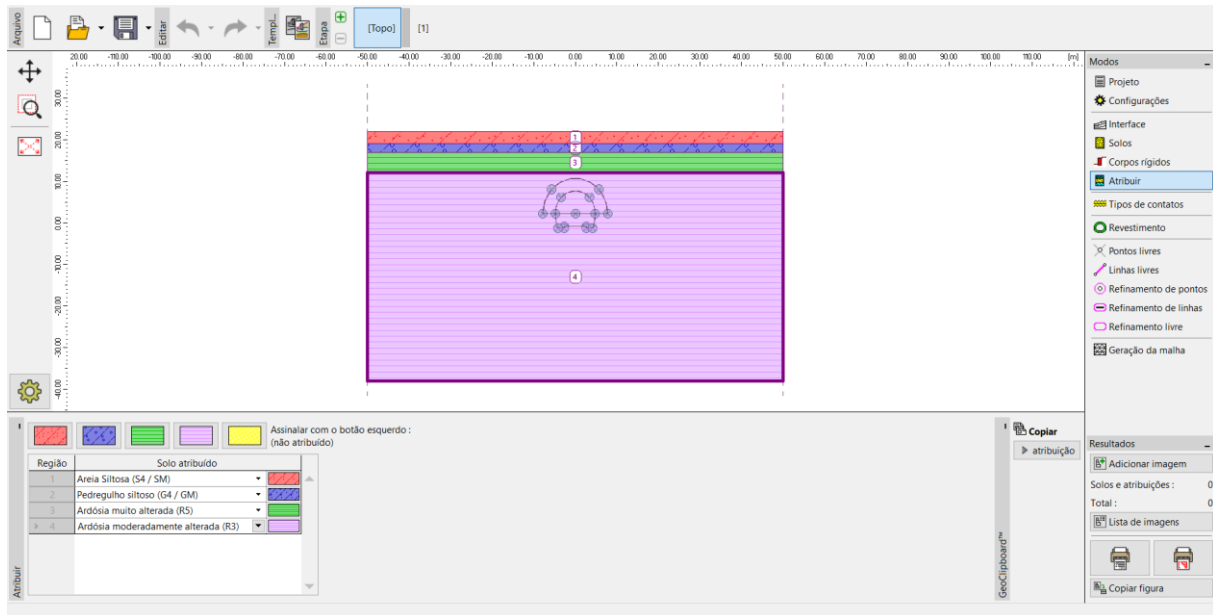 Arquivo
Editar
Templ...
Etapa
[Topo]
[1]
20.00 -110.00 -100.00 -90.00 -80.00 -70.00 -60.00 -50.00 -40.00 -30.00 -20.00 -10.00 0.00 10.00 20.00 30.00 40.00 50.00 60.00 70.00 80.00 90.00 100.00 110.00 [m]
30.00
20.00
10.00
0.00
-10.00
-20.00
-30.00
-40.00
1
2
3
4
Modos
Projeto
Configurações
Interface
Solos
Corpos rígidos
Atribuir
Tipos de contatos
Revestimento
Pontos livres
Linhas livres
Refinamento de pontos
Refinamento de linhas
Refinamento livre
Geração da malha
Assinalar com o botão esquerdo :
(não atribuído)
Região Solo atribuído
1 Areia Siltosa (S4 / SM)
2 Pedregulho siltoso (G4 / GM)
3 Ardósia muito alterada (R5)
4 Ardósia moderadamente alterada (R3)
Atribuir
GeoClipboard™
Copiar
atribuição
Resultados
Adicionar imagem
Solos e atribuições : 0
Total : 0
Lista de imagens
Copiar figura